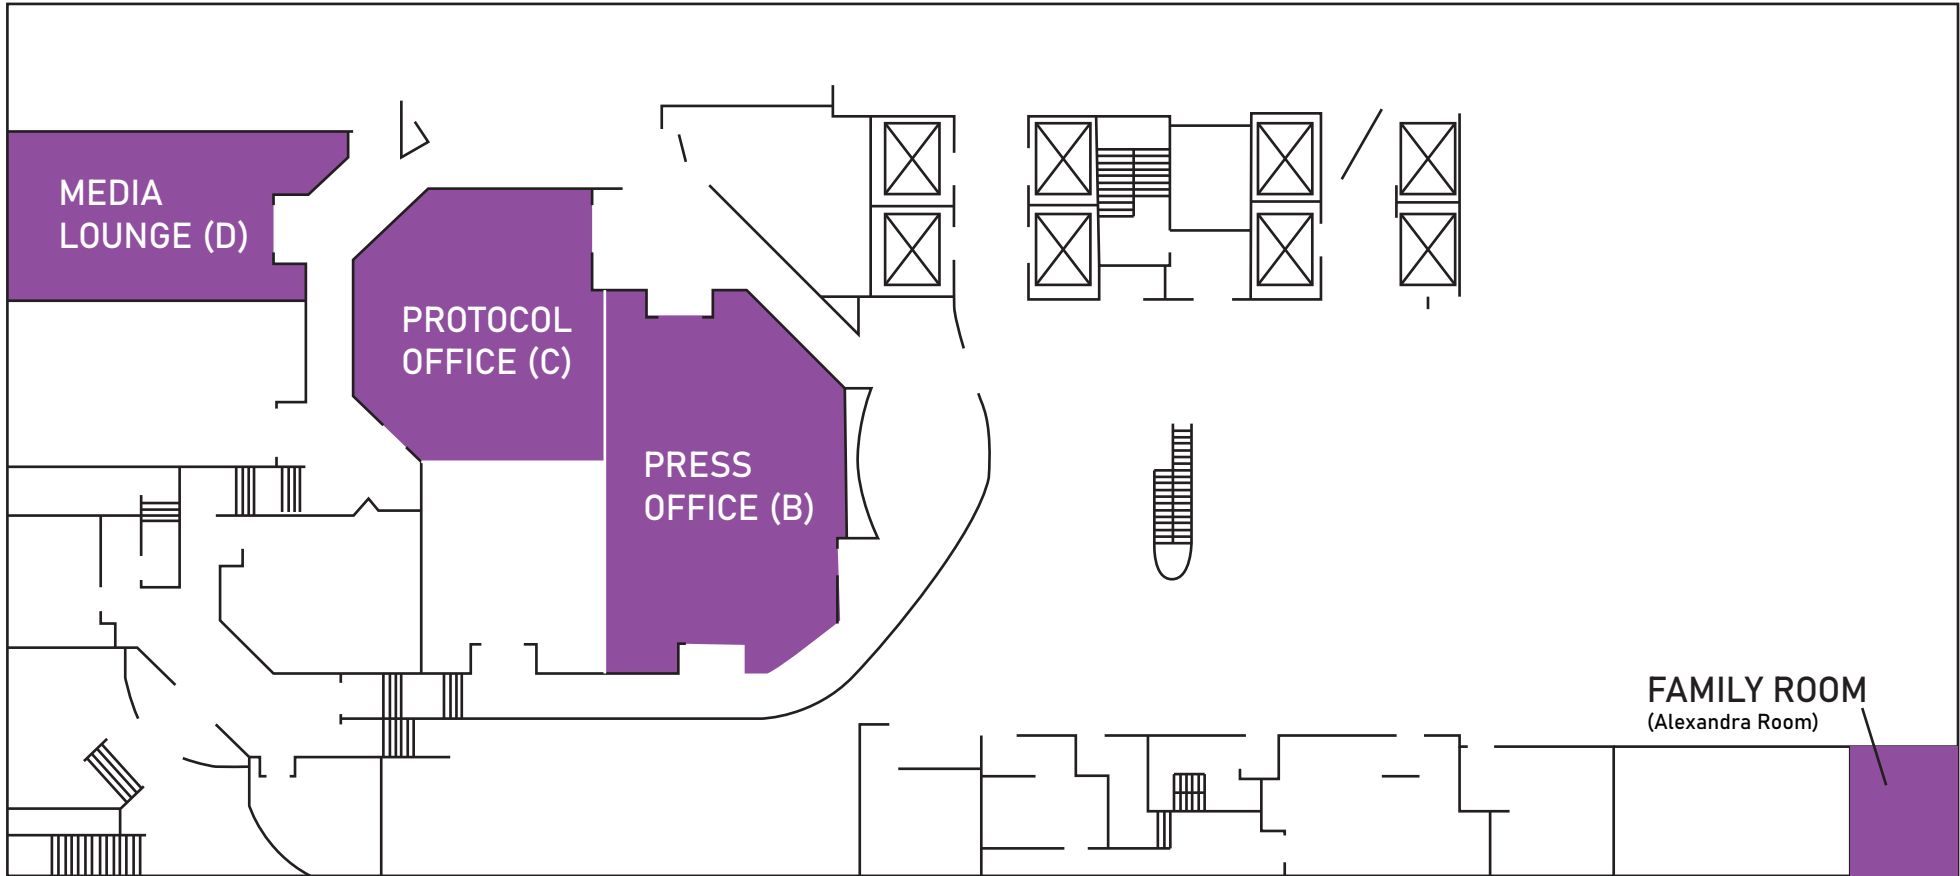 MEDIA
LOUNGE (D)
PROTOCOL
OFFICE (C)
PRESS
OFFICE (B)
FAMILY ROOM
(Alexandra Room)